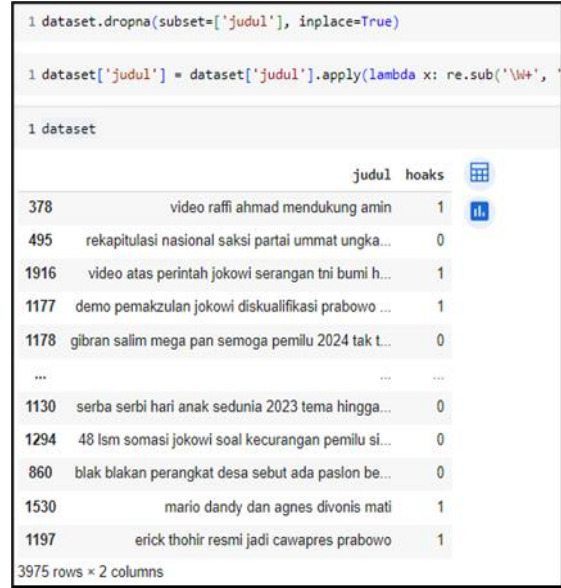 1 dataset.dropna(subset=['judul'], inplace=True)
1 dataset['judul'] = dataset['judul'].apply(lambda x: re.sub('\W+', '
1 dataset
judul hoaks
378 video raffi ahmad mendukung amin 1
495 rekapitulasi nasional saksi partai ummat ungka... 0
1916 video atas perintah jokowi serangan tni bumi h... 1
1177 demo pemakzulan jokowi diskualifikasi prabowo ... 1
1178 gibran salim mega pan semoga pemilu 2024 tak t... 0
... ... ...
1130 serba serbi hari anak sedunia 2023 tema hingga... 0
1294 48 lsm somasi jokowi soal kecurangan pemilu si... 0
860 blak blakan perangkat desa sebut ada paslon be... 0
1530 mario dandy dan agnes divonis mati 1
1197 erick thohir resmi jadi cawapres prabowo 1
3975 rows × 2 columns